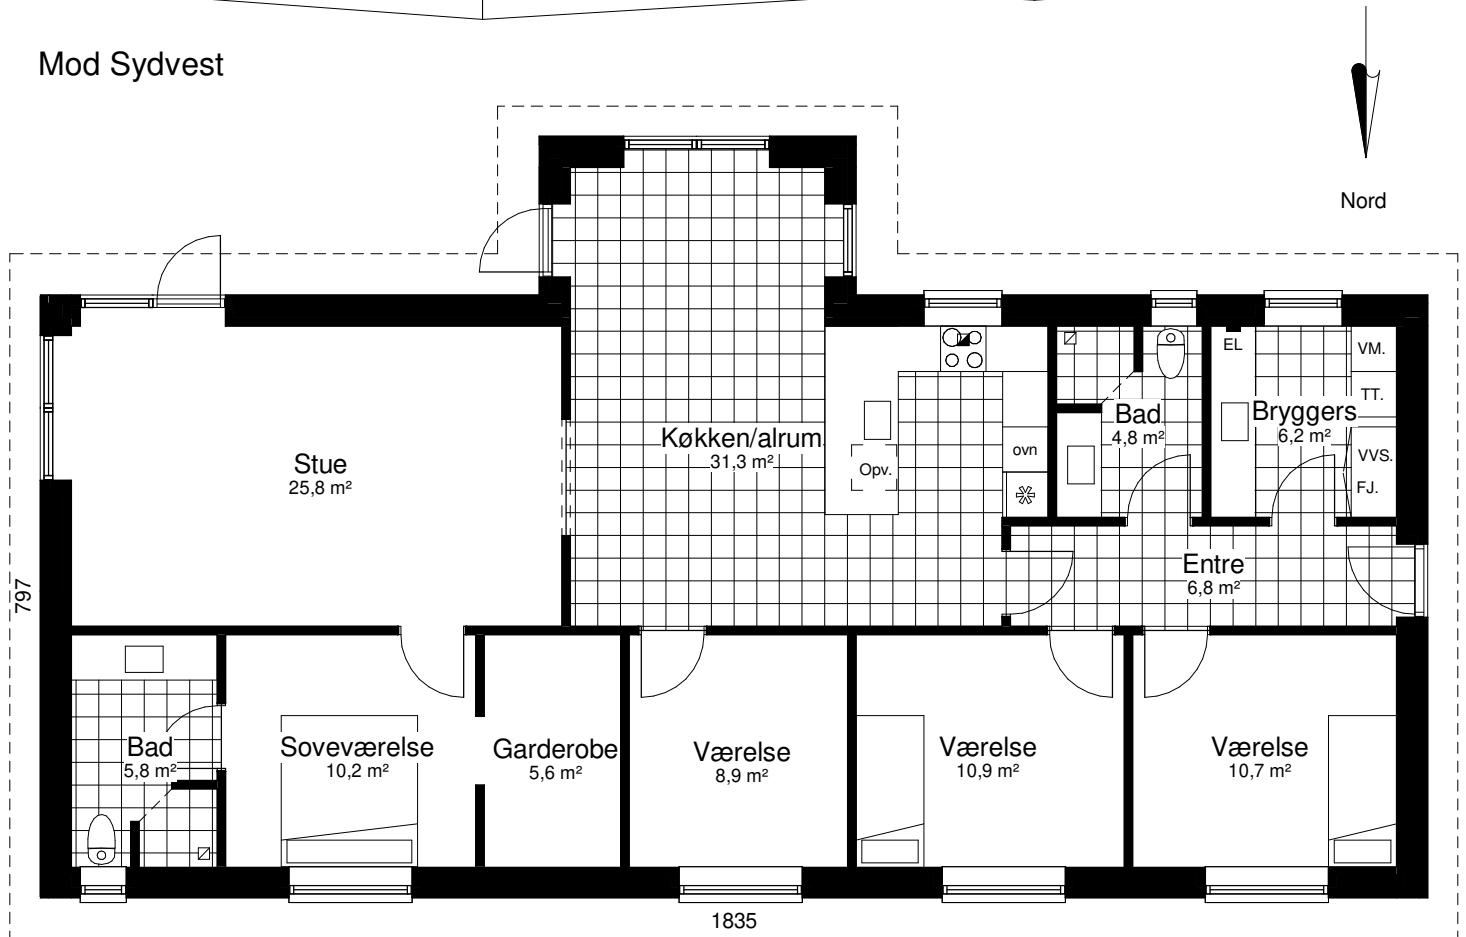 Mod Sydvest
Nord
EL
VM.
TT.
Bad
4,8 m²
Bryggers
6,2 m²
Køkken/alrum
31,3 m²
ovn
Opv.
VVS.
FJ.
Stue
25,8 m²
Entre
6,8 m²
797
Bad
5,8 m²
Soveværelse
10,2 m²
Garderobe
5,6 m²
Værelse
8,9 m²
Værelse
10,9 m²
Værelse
10,7 m²
1835